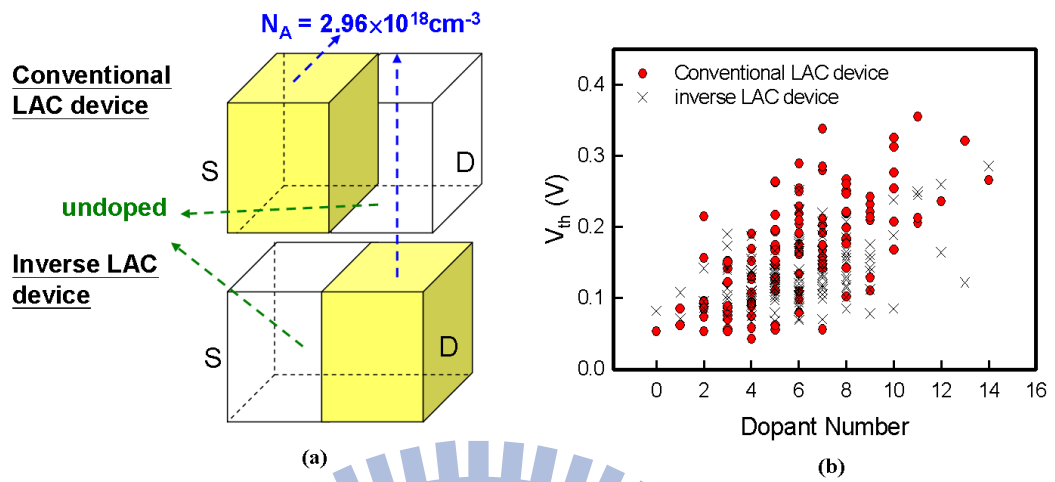 N_A = 2.96×10^18cm^-3
Conventional
LAC device
S
D
undoped
Inverse LAC
device
S
D
(a)
Conventional LAC device
inverse LAC device
V_th (V)
0.4
0.3
0.2
0.1
0.0
0 2 4 6 8 10 12 14 16
Dopant Number
(b)